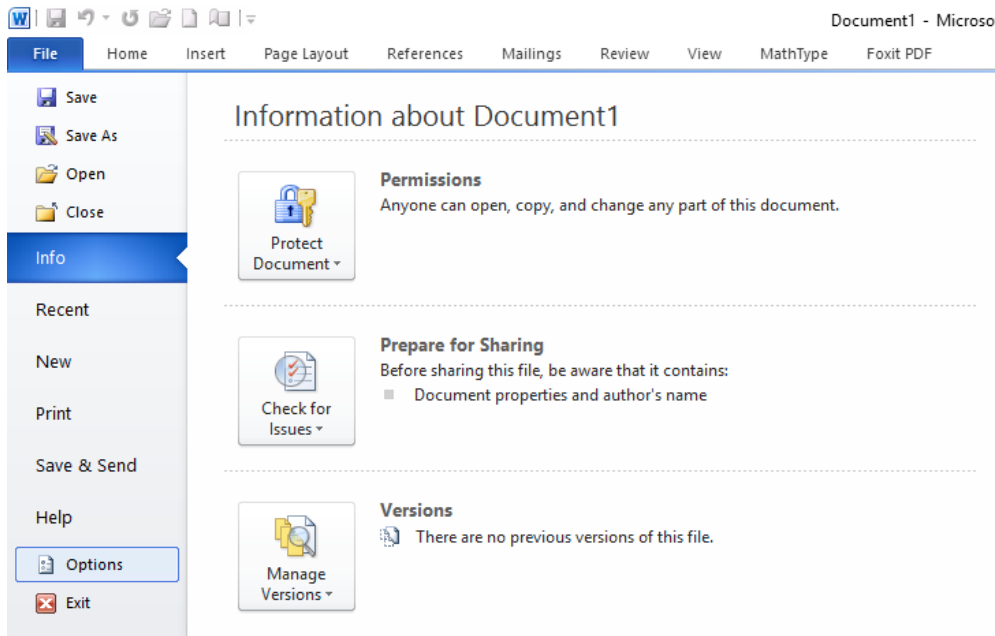 W
Document1 - Microso
File Home Insert Page Layout References Mailings Review View MathType Foxit PDF
Save
Save As
Open
Close
Info
Recent
New
Print
Save & Send
Help
Options
Exit
Information about Document1
Protect
Document
Permissions
Anyone can open, copy, and change any part of this document.
Check for
Issues
Prepare for Sharing
Before sharing this file, be aware that it contains:
Document properties and author's name
Manage
Versions
Versions
There are no previous versions of this file.